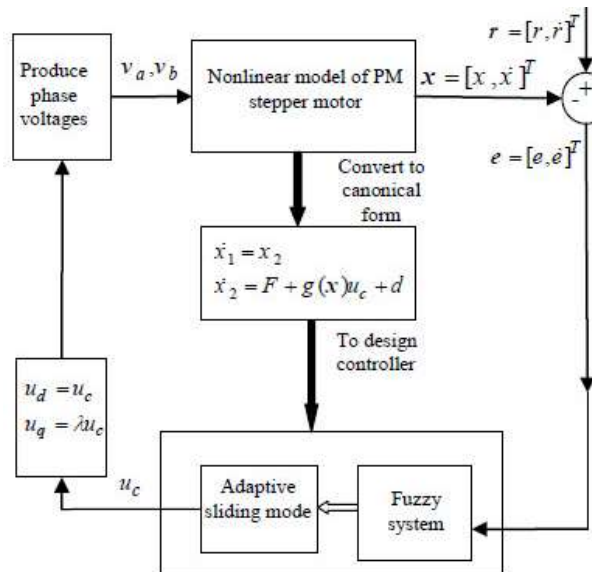 r = [r, ṙ]^T
Produce
phase
voltages
v_a, v_b
Nonlinear model of PM
stepper motor
x = [x, ẋ]^T
+
-
e = [e, ė]^T
Convert to
canonical
form
ẋ_1 = x_2
ẋ_2 = F + g(x)u_c + d
To design
controller
u_d = u_c
u_q = λu_c
u_c
Adaptive
sliding mode
Fuzzy
system